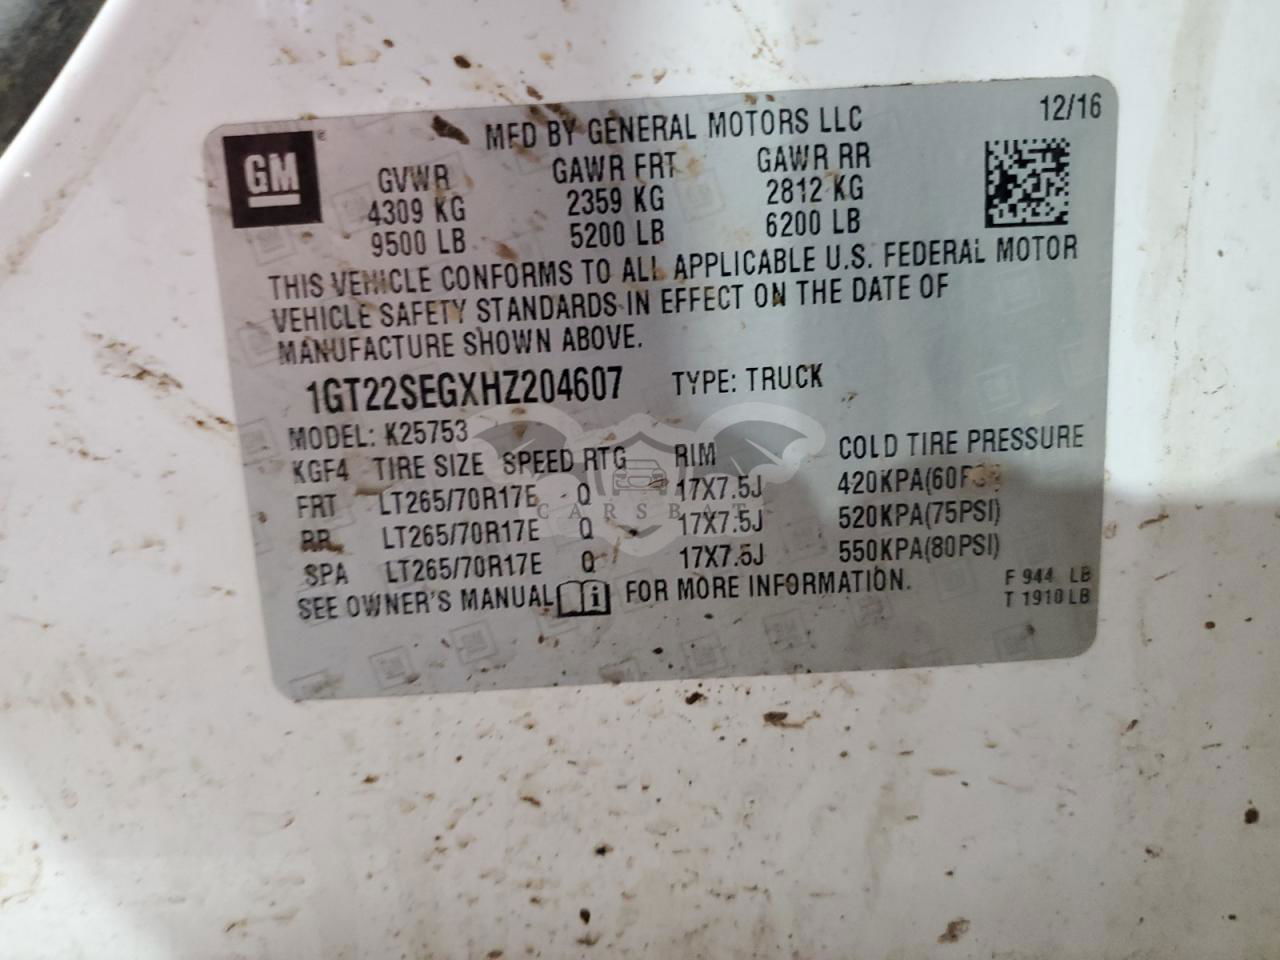 MFD BY GENERAL MOTORS LLC 12/16
GM
GVWR GAWR FRT GAWR RR
4309 KG 2359 KG 2812 KG
9500 LB 5200 LB 6200 LB
THIS VEHICLE CONFORMS TO ALL APPLICABLE U.S. FEDERAL MOTOR
VEHICLE SAFETY STANDARDS IN EFFECT ON THE DATE OF
MANUFACTURE SHOWN ABOVE.
1GT22SEGXHZ204607 TYPE: TRUCK
MODEL: K25753
KGF4 TIRE SIZE SPEED RTG RIM COLD TIRE PRESSURE
FRT LT265/70R17E Q 17X7.5J 420KPA(60PSI)
RR LT265/70R17E Q 17X7.5J 520KPA(75PSI)
SPA LT265/70R17E Q 17X7.5J 550KPA(80PSI)
SEE OWNER'S MANUAL i FOR MORE INFORMATION.
F 944 LB
T 1910 LB
CARSBAT